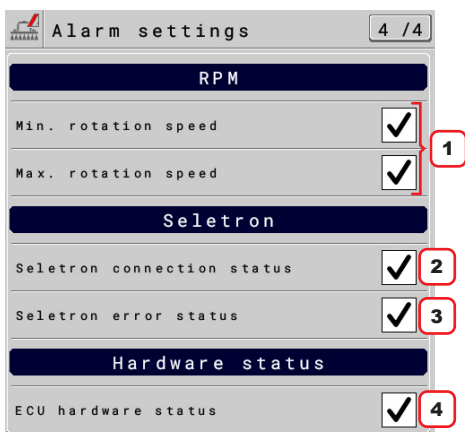 Alarm settings 4 /4
RPM
Min. rotation speed
1
Max. rotation speed
Seletron
Seletron connection status 2
Seletron error status 3
Hardware status
ECU hardware status 4